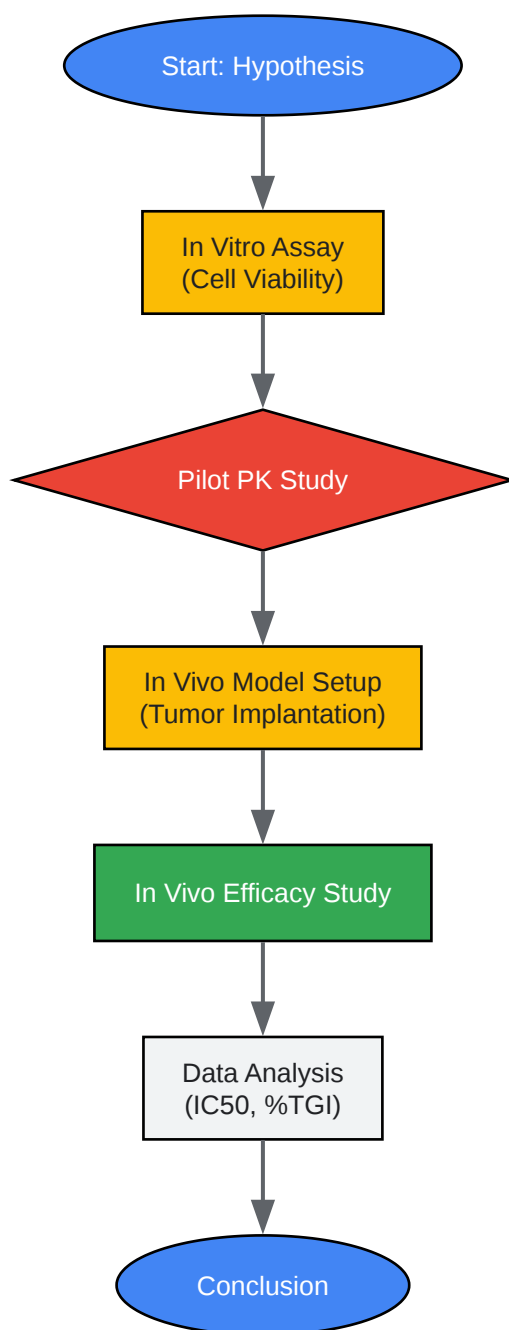 Start: Hypothesis
In Vitro Assay
(Cell Viability)
Pilot PK Study
In Vivo Model Setup
(Tumor Implantation)
In Vivo Efficacy Study
Data Analysis
(IC50, %TGI)
Conclusion